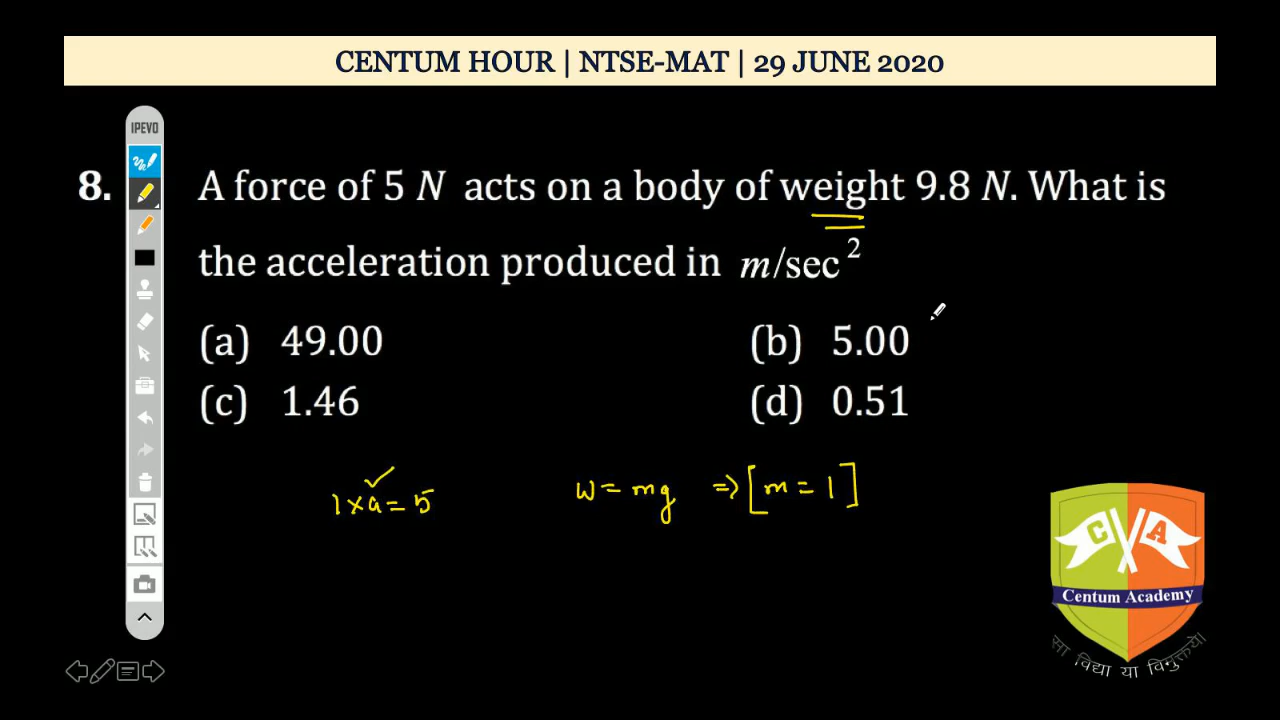 CENTUM HOUR | NTSE-MAT | 29 JUNE 2020
IPEVO
8. A force of 5 N acts on a body of weight 9.8 N. What is
the acceleration produced in m/sec²
(a) 49.00 (b) 5.00
(c) 1.46 (d) 0.51
1×a=5 W=mg ⇒[m=1]
C A
Centum Academy
सा विद्या या विमुक्तये।